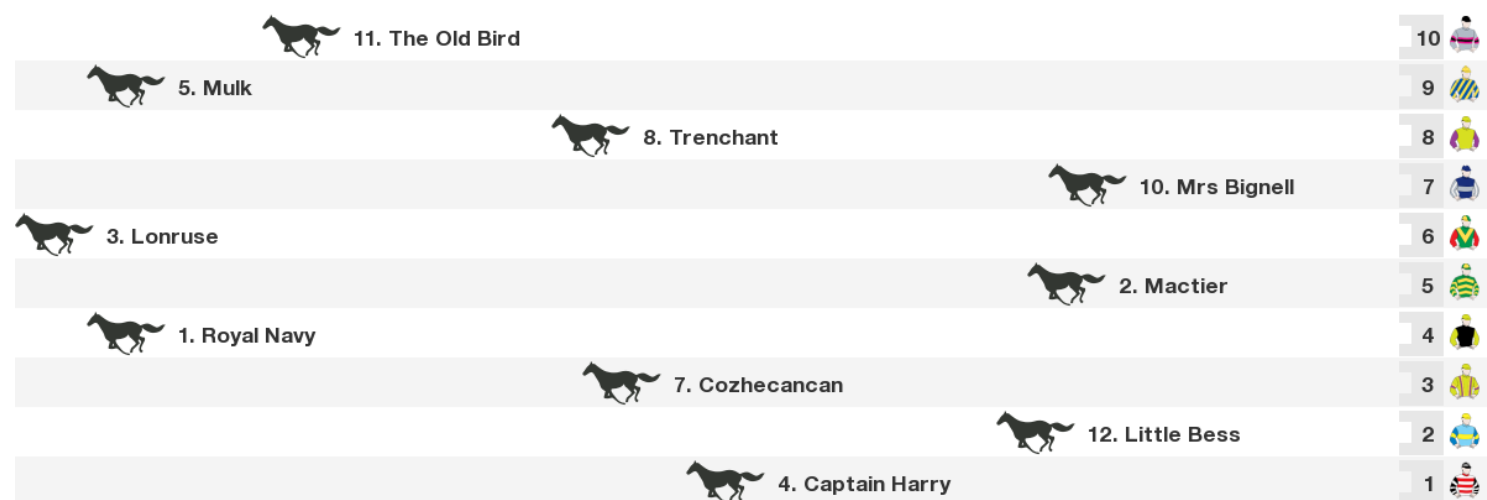 11. The Old Bird 10
5. Mulk 9
8. Trenchant 8
10. Mrs Bignell 7
3. Lonruse 6
2. Mactier 5
1. Royal Navy 4
7. Cozhecancan 3
12. Little Bess 2
4. Captain Harry 1